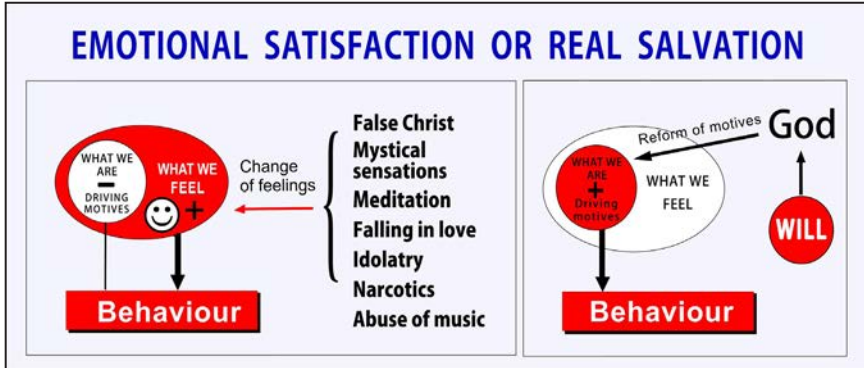 EMOTIONAL SATISFACTION OR REAL SALVATION
WHAT WE
ARE
-
DRIVING
MOTIVES
WHAT WE
FEEL
+
Change
of feelings
False Christ
Mystical
sensations
Meditation
Falling in love
Idolatry
Narcotics
Abuse of music
Behaviour
Reform of motives
God
WHAT WE
ARE
+
Driving
motives
WHAT WE
FEEL
WILL
Behaviour